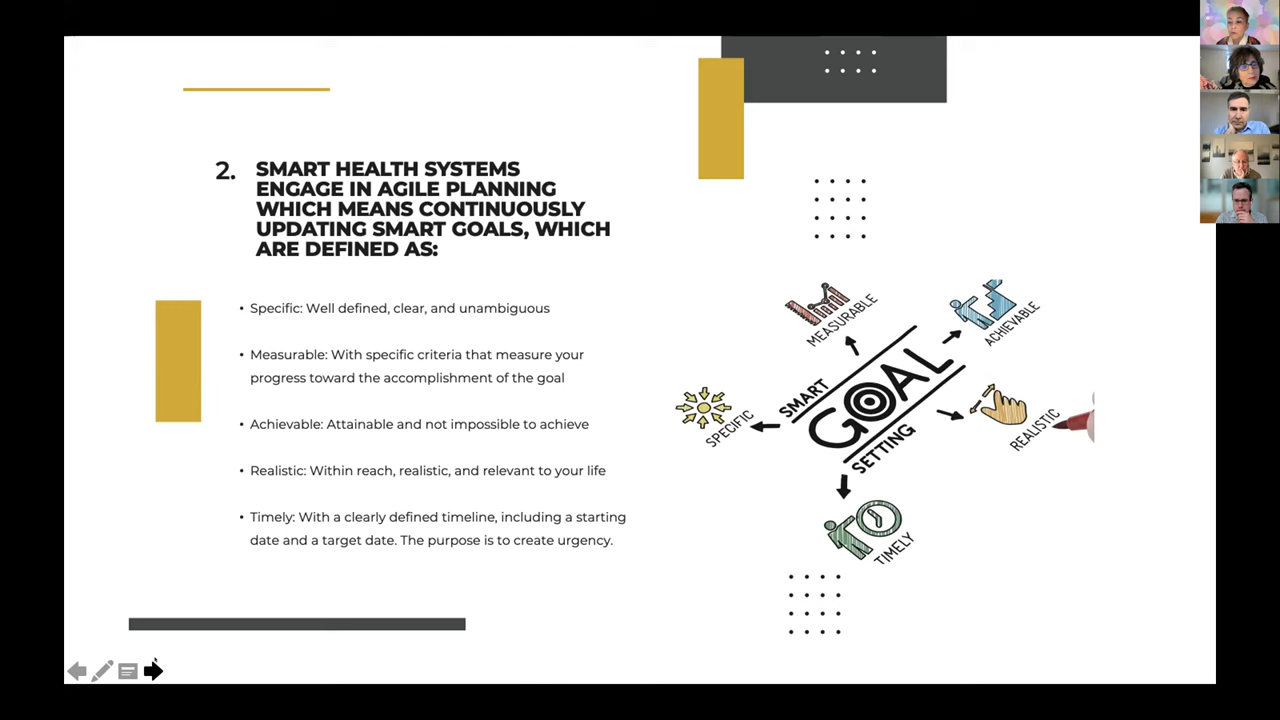 2. SMART HEALTH SYSTEMS
ENGAGE IN AGILE PLANNING
WHICH MEANS CONTINUOUSLY
UPDATING SMART GOALS, WHICH
ARE DEFINED AS:
• Specific: Well defined, clear, and unambiguous
• Measurable: With specific criteria that measure your
progress toward the accomplishment of the goal
• Achievable: Attainable and not impossible to achieve
• Realistic: Within reach, realistic, and relevant to your life
• Timely: With a clearly defined timeline, including a starting
date and a target date. The purpose is to create urgency.
MEASURABLE
ACHIEVABLE
SMART
GOAL
SETTING
SPECIFIC
REALISTIC
TIMELY